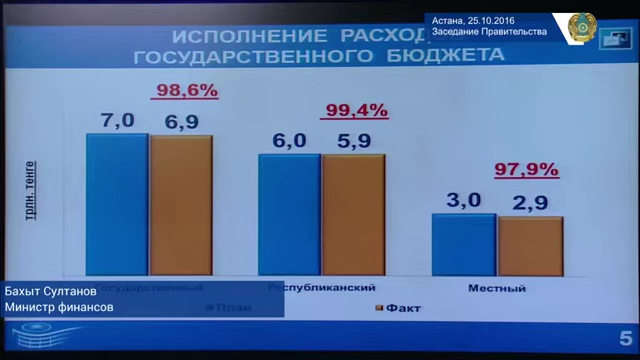 Астана, 25.10.2016
Заседание Правительства
ИСПОЛНЕНИЕ РАСХОД
ГОСУДАРСТВЕННОГО БЮДЖЕТА
98,6%
99,4%
97,9%
7,0 6,9
6,0 5,9
3,0 2,9
трлн. тенге
Государственный Республиканский Местный
План Факт
Бахыт Султанов
Министр финансов
5